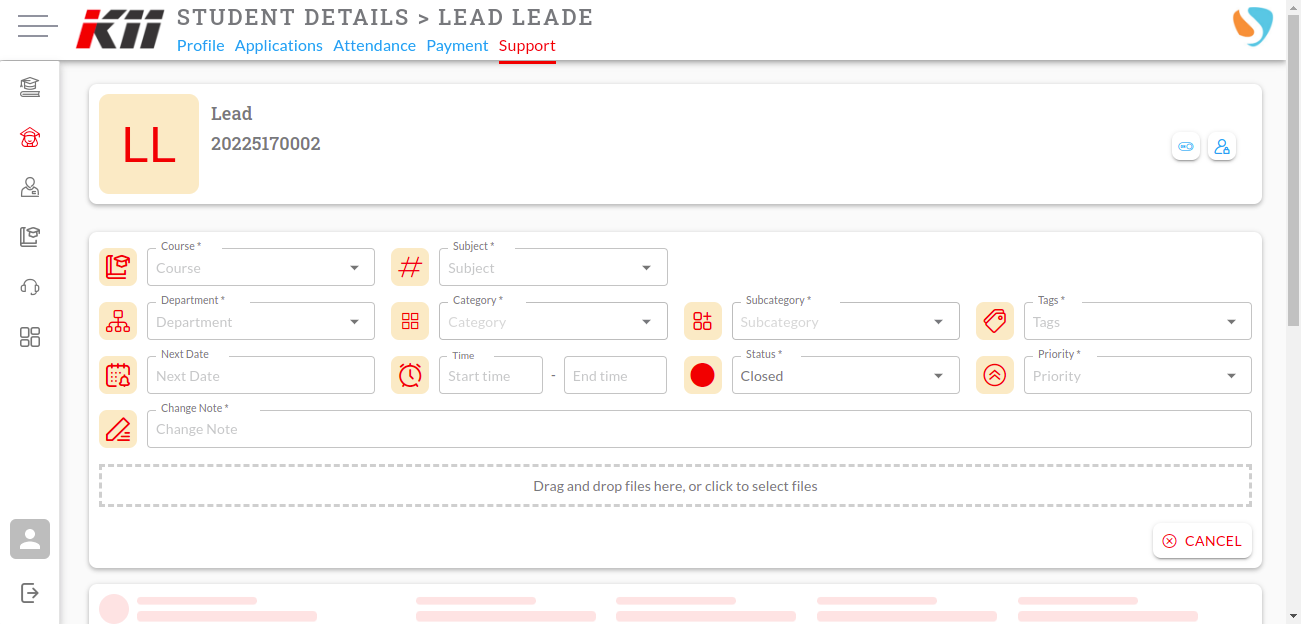 KII
STUDENT DETAILS > LEAD LEADE
Profile Applications Attendance Payment Support
LL
Lead
20225170002
Course * Subject *
Course Subject
Department * Category * Subcategory * Tags *
Department Category Subcategory Tags
Next Date Time Status * Priority *
Next Date Start time - End time Closed Priority
Change Note *
Change Note
Drag and drop files here, or click to select files
CANCEL